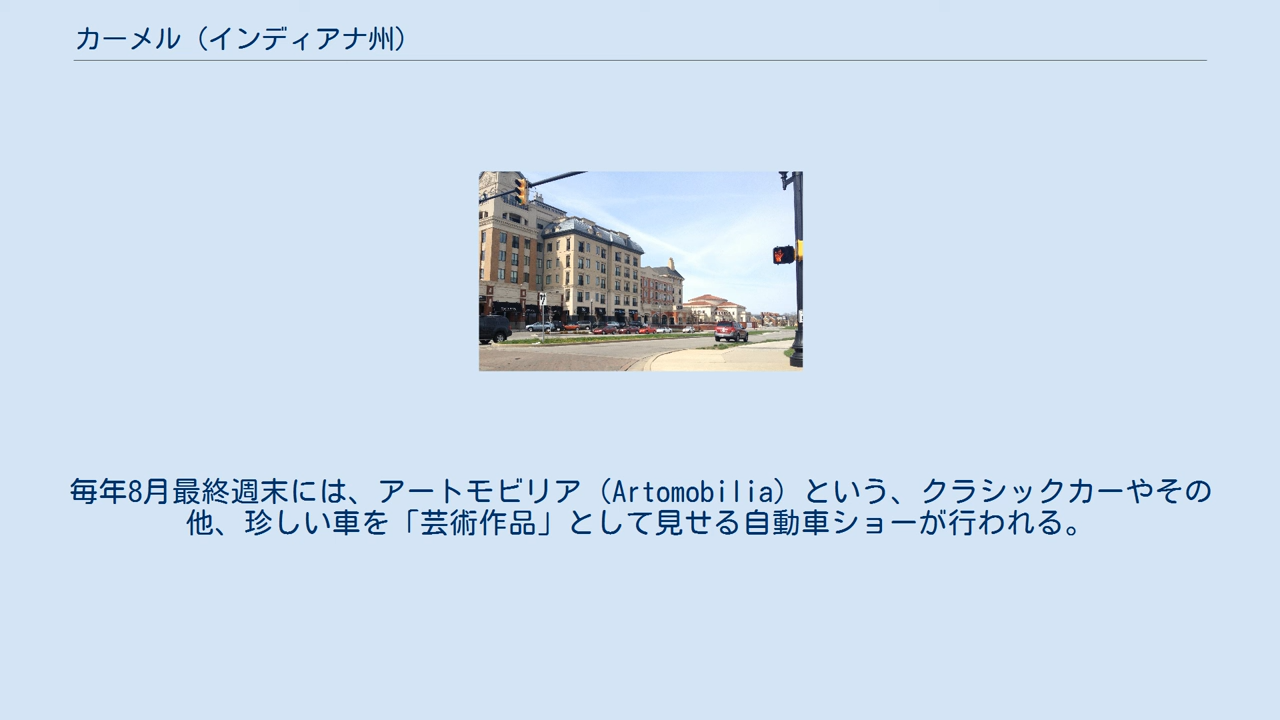 カーメル（インディアナ州）
毎年8月最終週末には、アートモビリア（Artomobilia）という、クラシックカーやその
他、珍しい車を「芸術作品」として見せる自動車ショーが行われる。